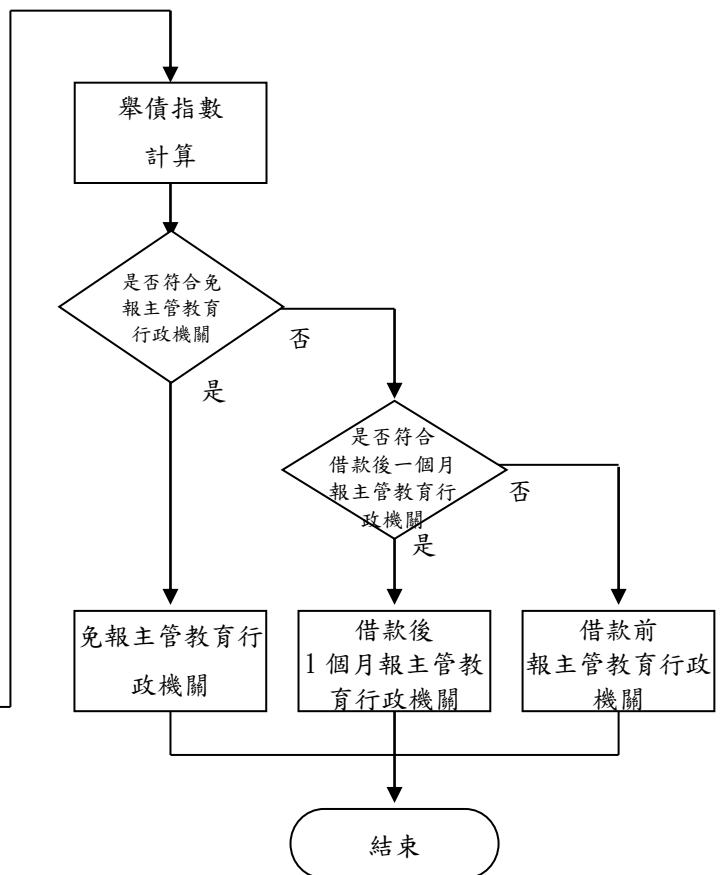 舉債指數
計算
是否符合免
報主管教育
行政機關
否
是
是否符合
借款後一個月
報主管教育行
政機關
否
是
免報主管教育行
政機關
借款後
1 個月報主管教
育行政機關
借款前
報主管教育行政
機關
結束